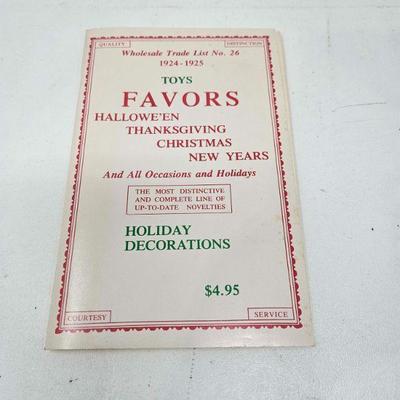 QUALITY DISTINCTION
Wholesale Trade List No. 26
1924-1925
TOYS
FAVORS
HALLOWE'EN
THANKSGIVING
CHRISTMAS
NEW YEARS
And All Occasions and Holidays
THE MOST DISTINCTIVE
AND COMPLETE LINE OF
UP-TO-DATE NOVELTIES
HOLIDAY
DECORATIONS
$4.95
COURTESY SERVICE